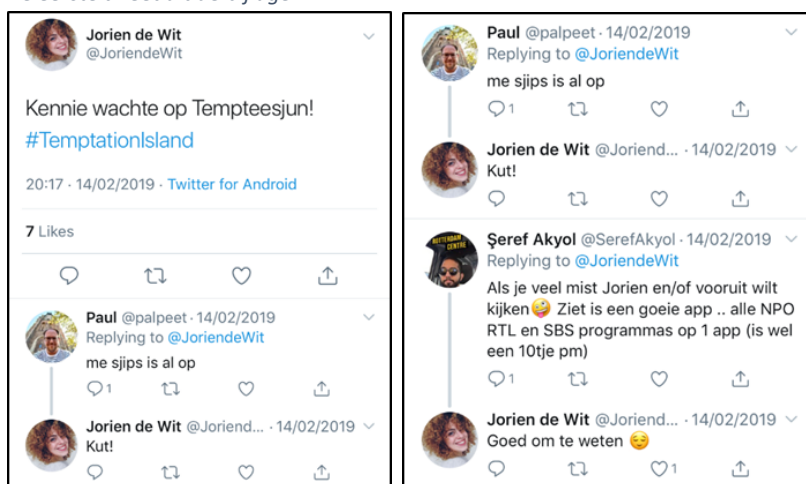 Jorien de Wit
@JoriendeWit
Kennie wachte op Tempteesjun!
#TemptationIsland
20:17 · 14/02/2019 · Twitter for Android
7 Likes
Paul @palpeet · 14/02/2019
Replying to @JoriendeWit
me sjips is al op
1
Jorien de Wit @Joriend... · 14/02/2019
Kut!
Paul @palpeet · 14/02/2019
Replying to @JoriendeWit
me sjips is al op
1
Jorien de Wit @Joriend... · 14/02/2019
Kut!
ROTTERDAM
CENTRE
Şeref Akyol @SerefAkyol · 14/02/2019
Replying to @JoriendeWit
Als je veel mist Jorien en/of vooruit wilt
kijken🤪 Ziet is een goeie app .. alle NPO
RTL en SBS programmas op 1 app (is wel
een 10tje pm)
1
Jorien de Wit @Joriend... · 14/02/2019
Goed om te weten 😌
1